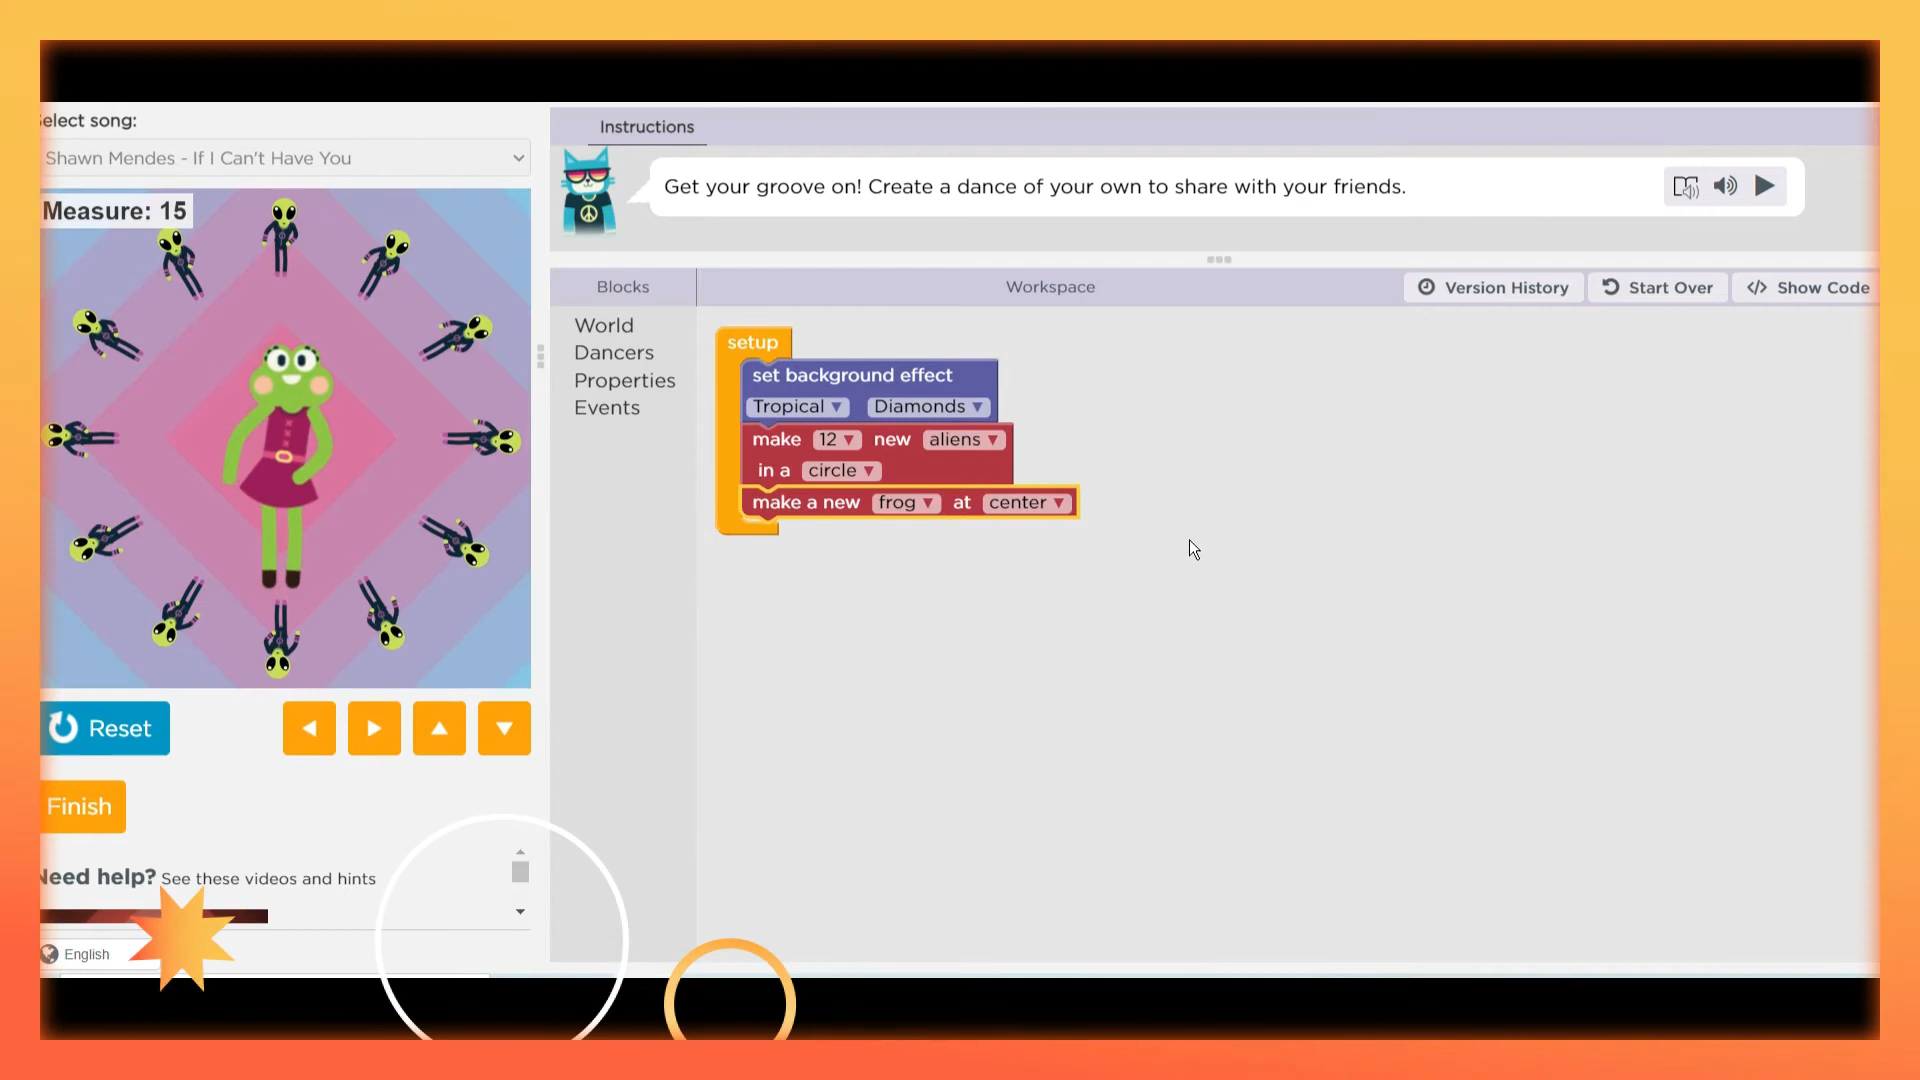 elect song:
Shawn Mendes - If I Can't Have You
Measure: 15
Reset
Finish
Need help? See these videos and hints
English
Instructions
Get your groove on! Create a dance of your own to share with your friends.
Blocks
Workspace
Version History
Start Over
</> Show Code
World
Dancers
Properties
Events
setup
set background effect
Tropical Diamonds
make 12 new aliens
in a circle
make a new frog at center